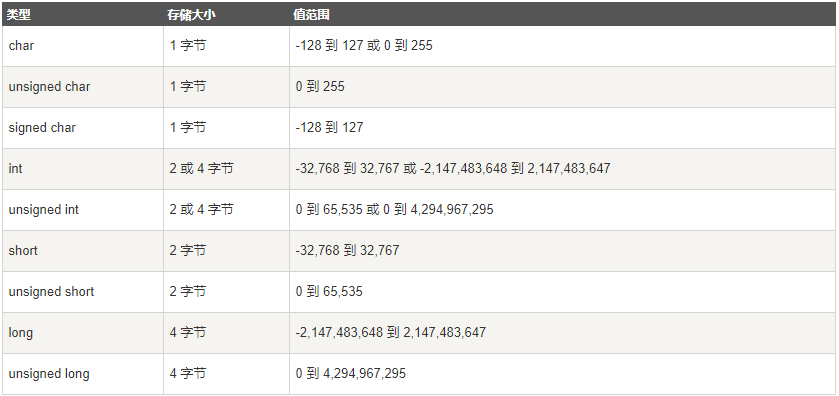 类型 存储大小 值范围
char 1 字节 -128 到 127 或 0 到 255
unsigned char 1 字节 0 到 255
signed char 1 字节 -128 到 127
int 2 或 4 字节 -32,768 到 32,767 或 -2,147,483,648 到 2,147,483,647
unsigned int 2 或 4 字节 0 到 65,535 或 0 到 4,294,967,295
short 2 字节 -32,768 到 32,767
unsigned short 2 字节 0 到 65,535
long 4 字节 -2,147,483,648 到 2,147,483,647
unsigned long 4 字节 0 到 4,294,967,295